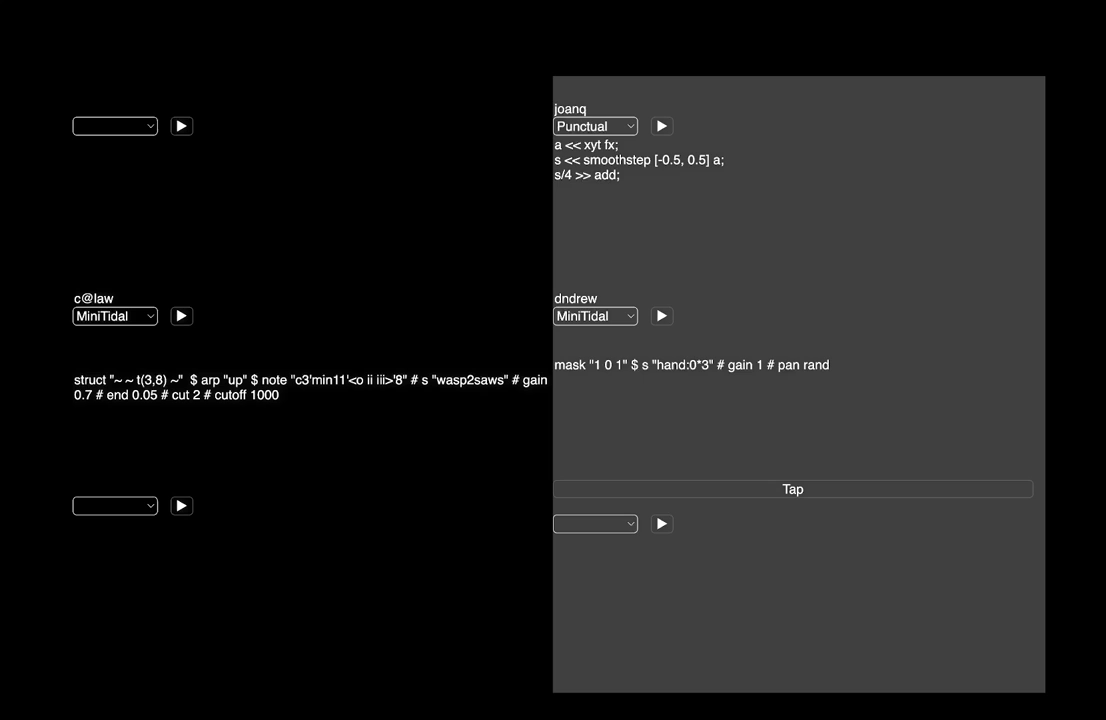 joanq
Punctual
a << xyt fx;
s << smoothstep [-0.5, 0.5] a;
s/4 >> add;
c@law
MiniTidal
struct "~ ~ t(3,8) ~"  $ arp "up" $ note "c3'min11'<o ii iii>'8" # s "wasp2saws" # gain
0.7 # end 0.05 # cut 2 # cutoff 1000
dndrew
MiniTidal
mask "1 0 1" $ s "hand:0*3" # gain 1 # pan rand
Tap